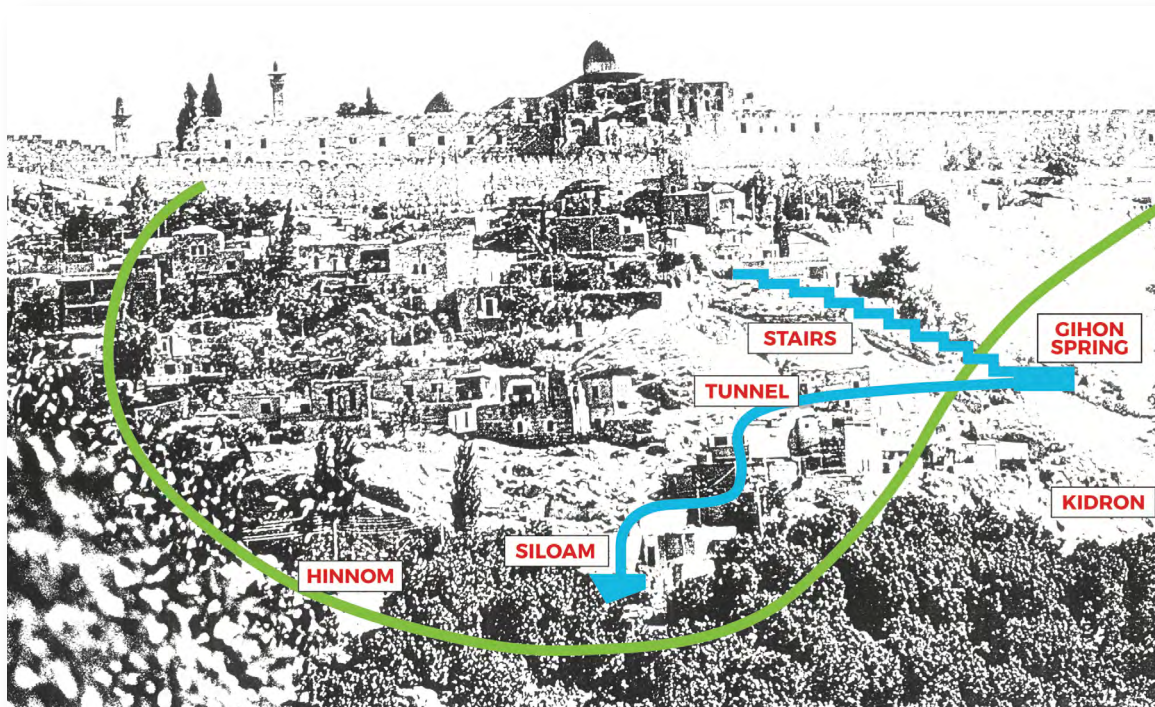 STAIRS
GIHON
SPRING
TUNNEL
KIDRON
SILOAM
HINNOM